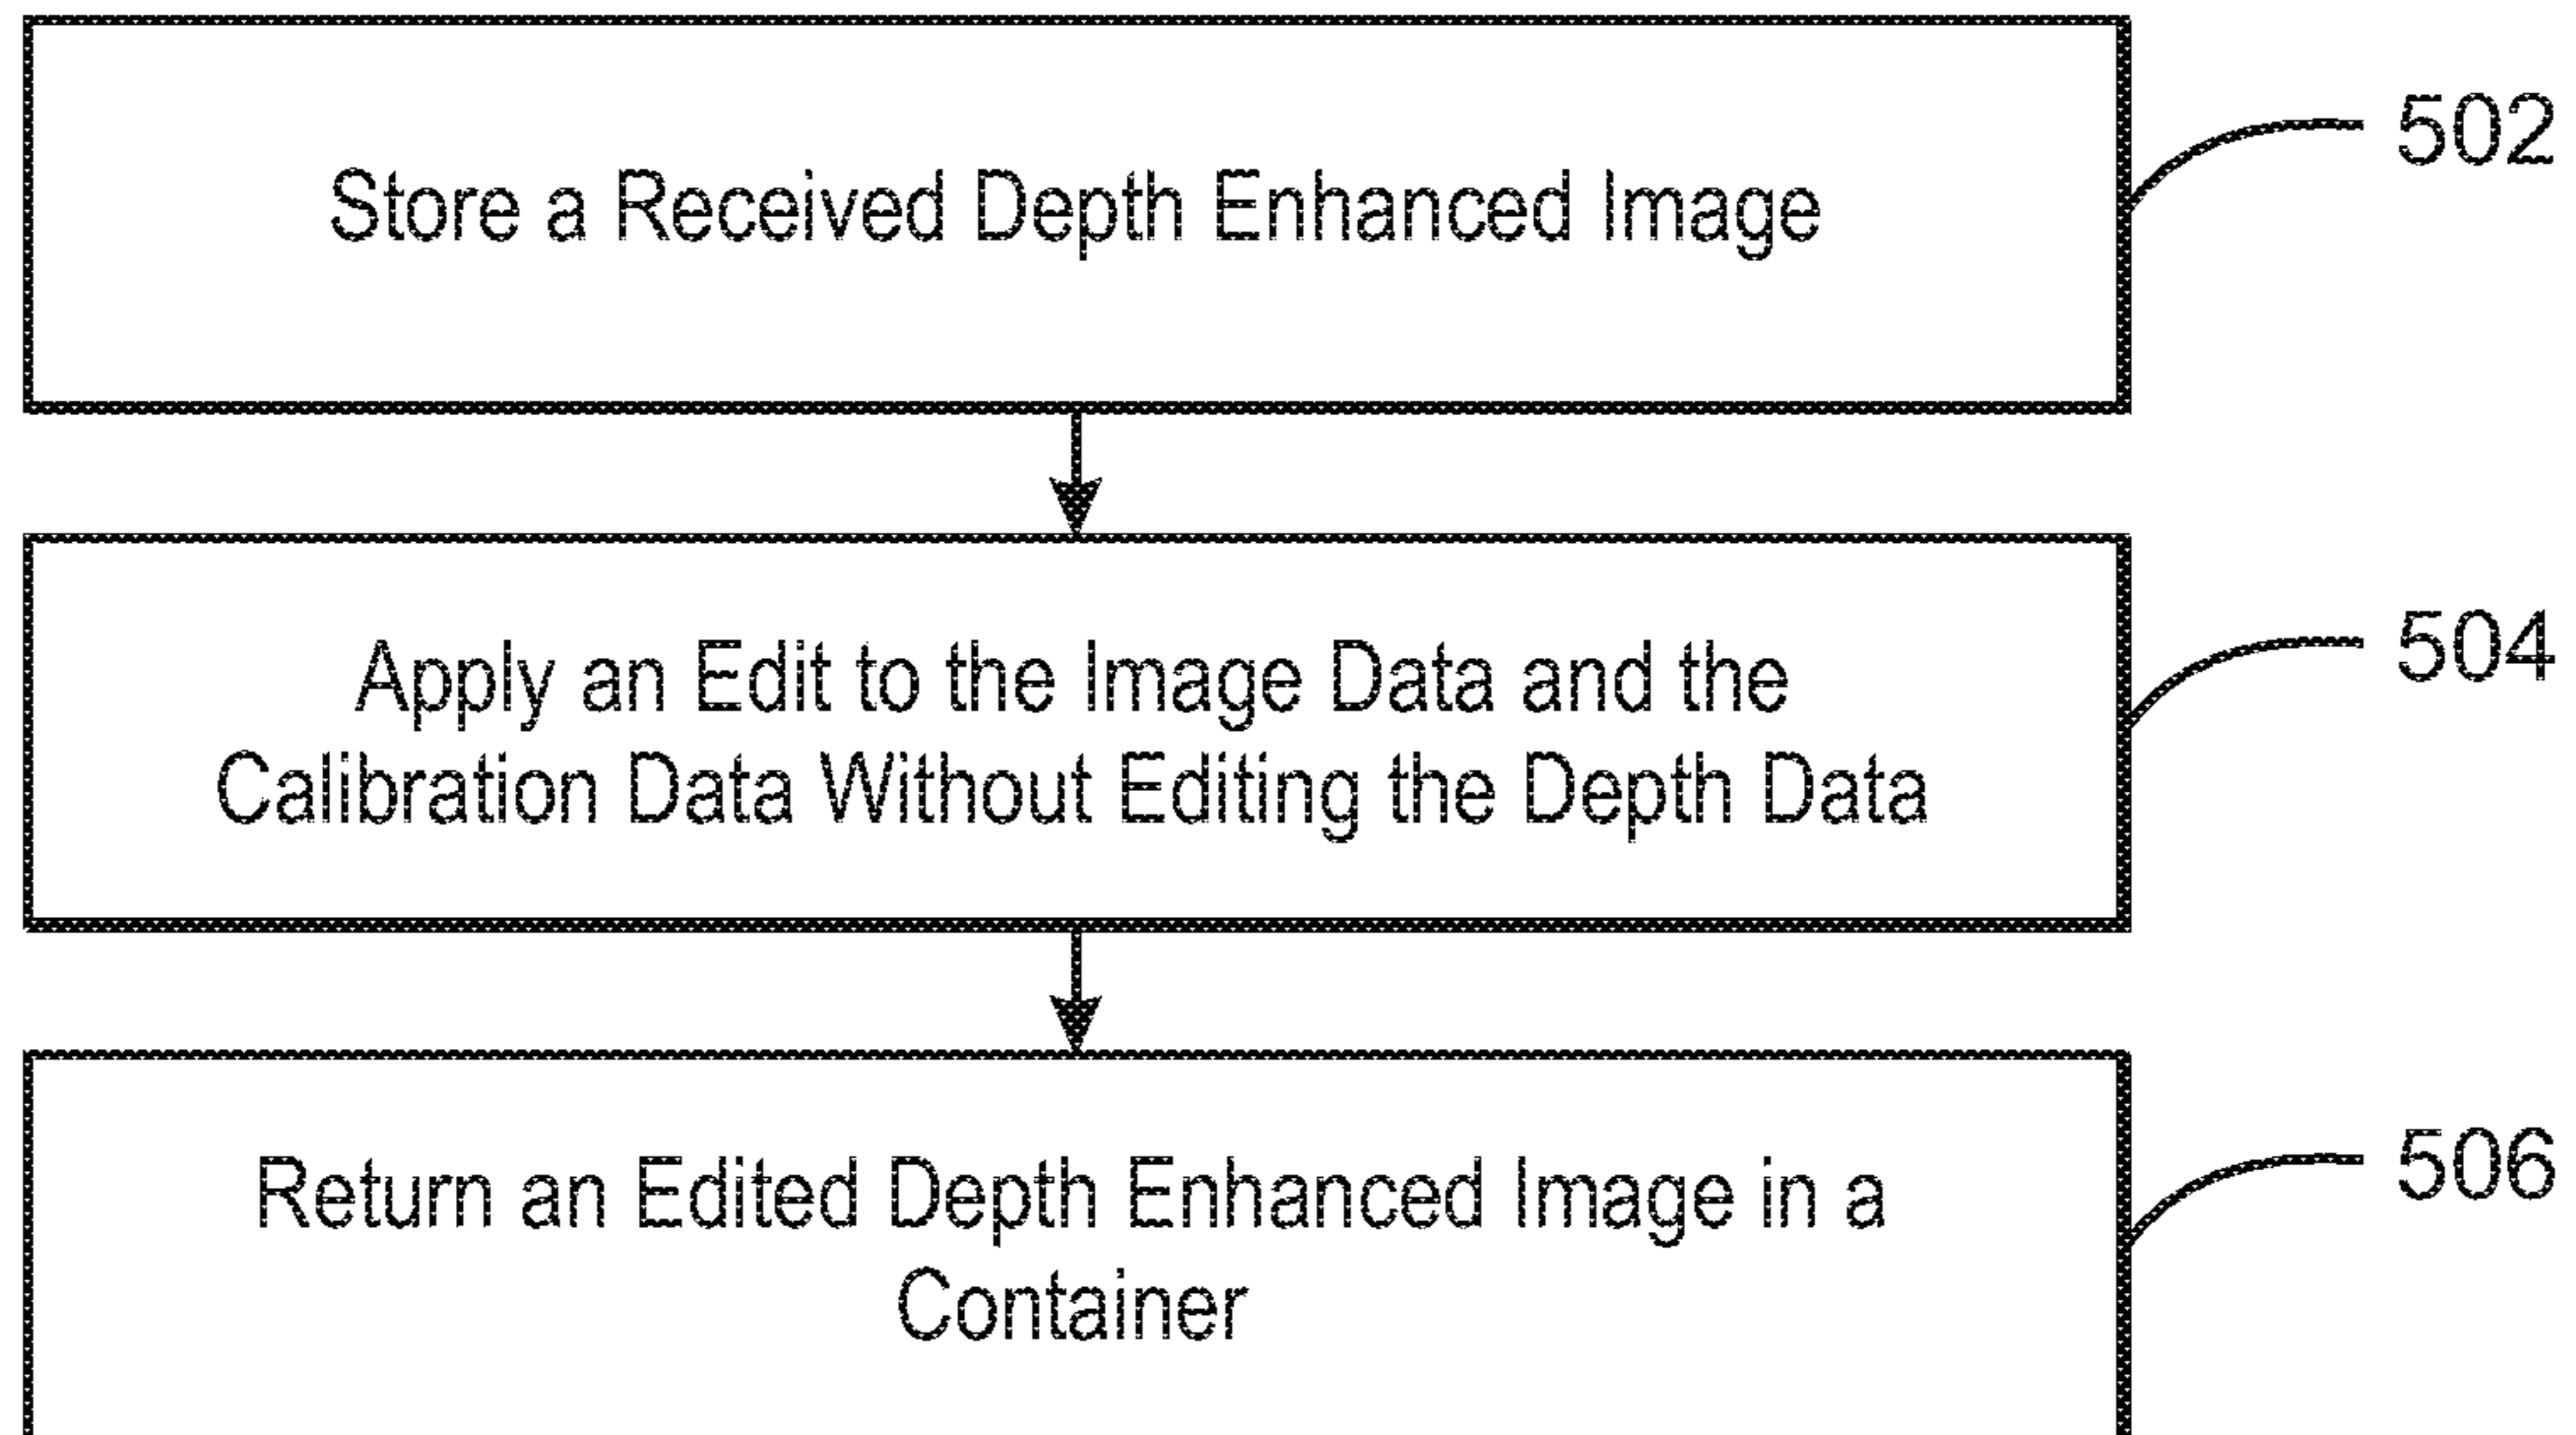 Store a Received Depth Enhanced Image
502
Apply an Edit to the Image Data and the
Calibration Data Without Editing the Depth Data
504
Return an Edited Depth Enhanced Image in a
Container
506